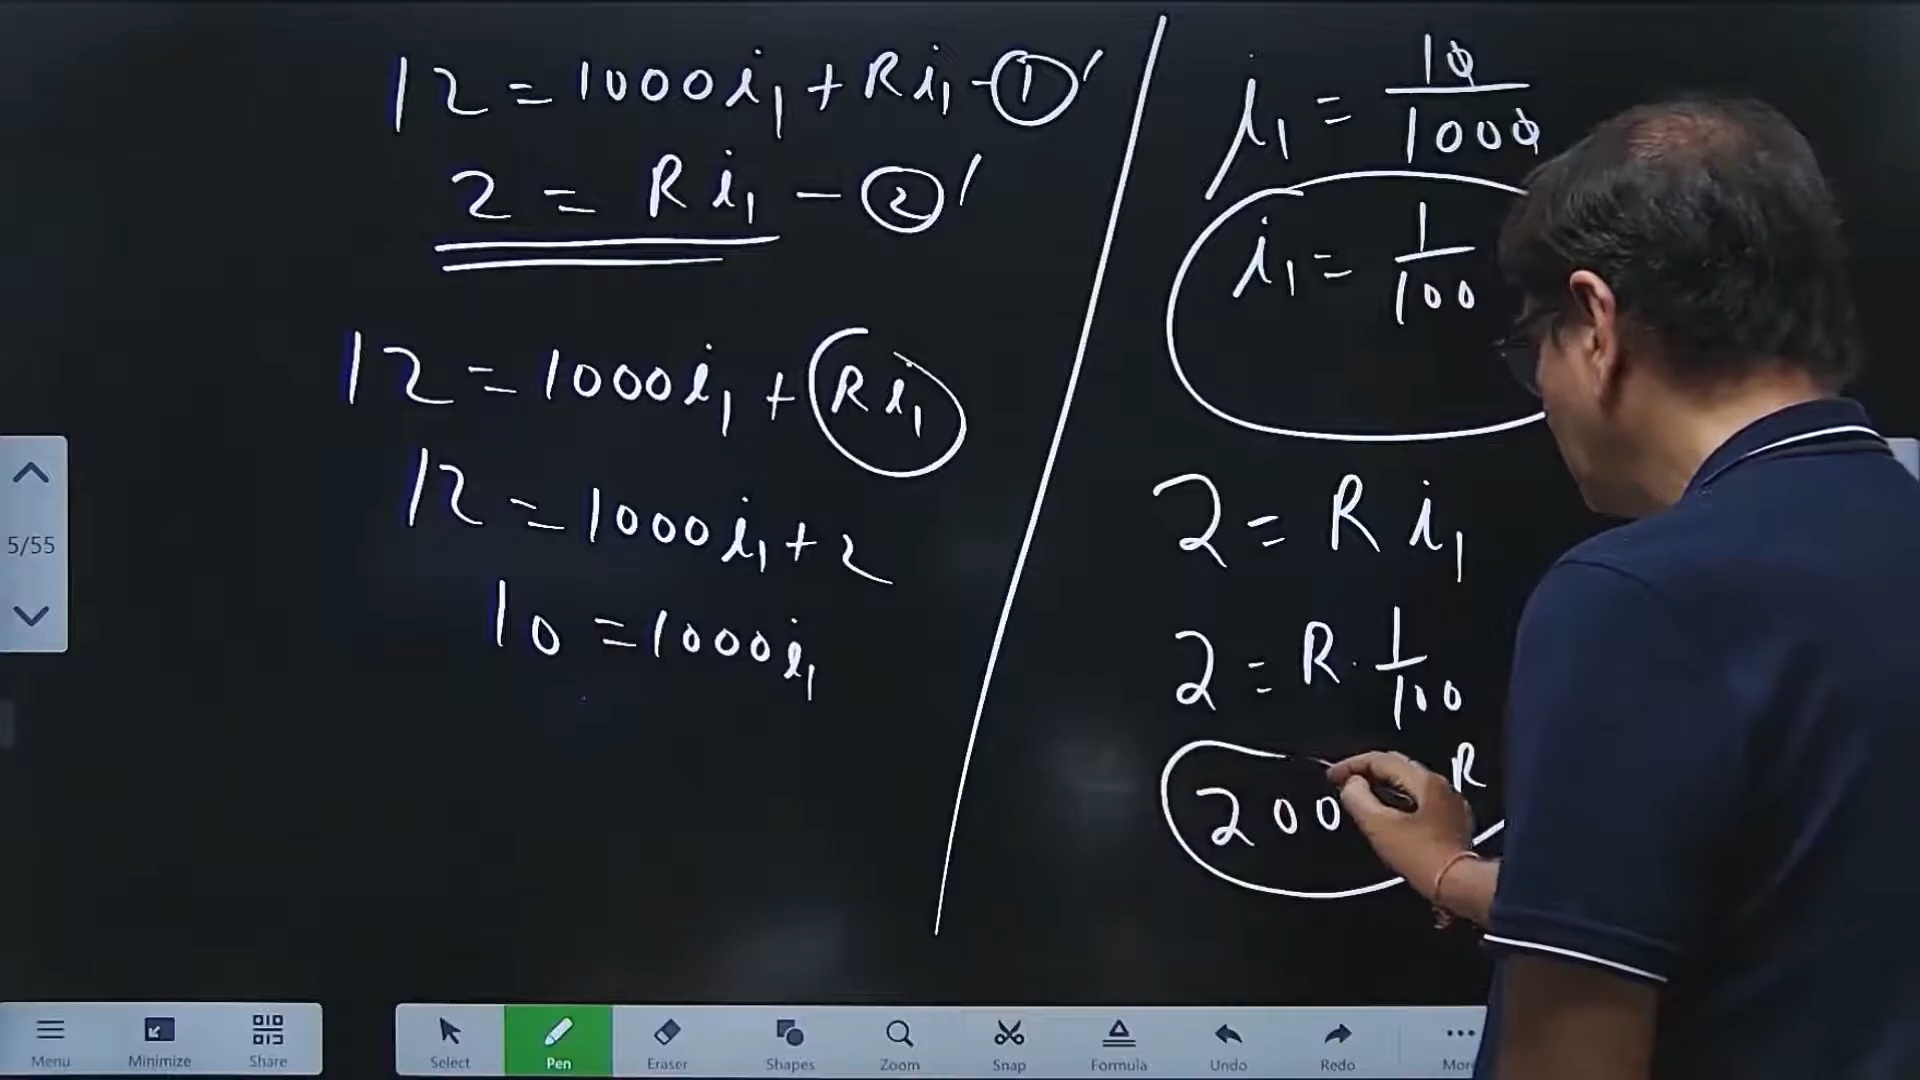 12 = 1000i₁ + Ri₁ - ①′
2 = Ri₁ - ②′
12 = 1000i₁ + Ri₁
12 = 1000i₁ + 2
10 = 1000i₁
i₁ = 10/1000
i₁ = 1/100
2 = R i₁
2 = R · 1/100
200 R
5/55
Menu Minimize Share Select Pen Eraser Shapes Zoom Snap Formula Undo Redo